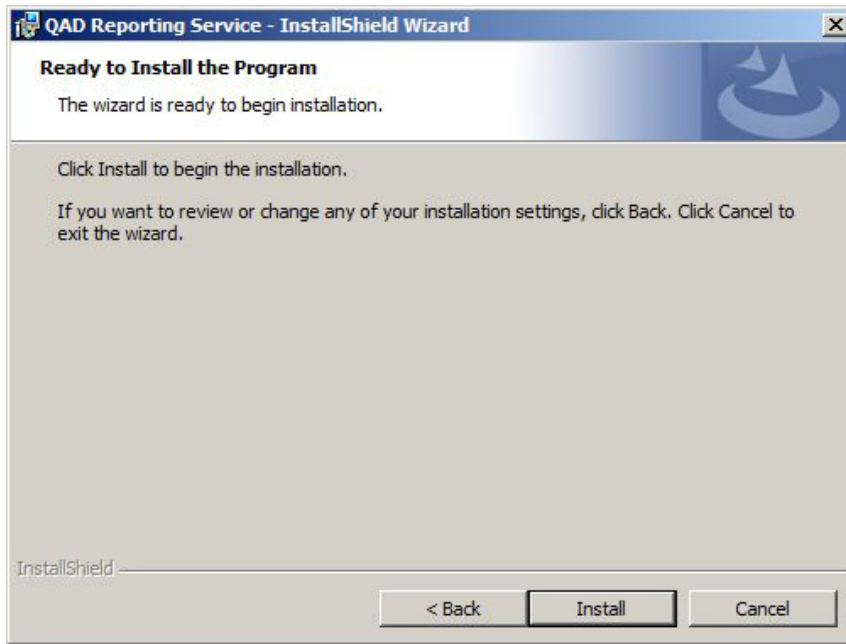 QAD Reporting Service - InstallShield Wizard
Ready to Install the Program
The wizard is ready to begin installation.
Click Install to begin the installation.
If you want to review or change any of your installation settings, click Back. Click Cancel to
exit the wizard.
InstallShield
< Back
Install
Cancel